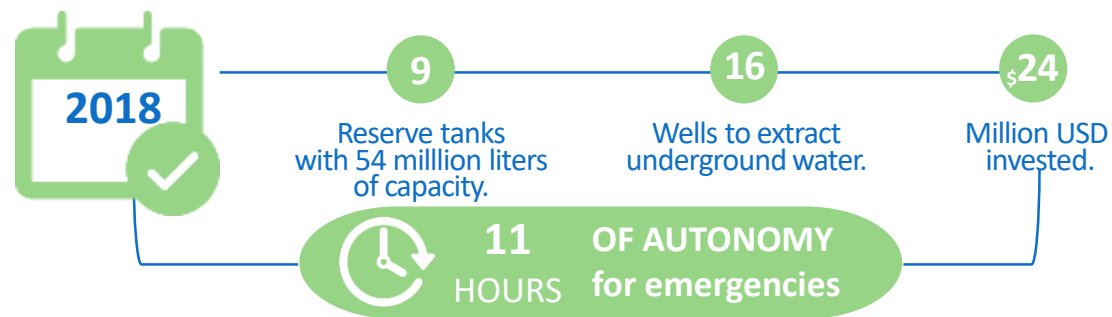 2018
9
Reserve tanks
with 54 milllion liters
of capacity.
16
Wells to extract
underground water.
$24
Million USD
invested.
11
HOURS
OF AUTONOMY
for emergencies